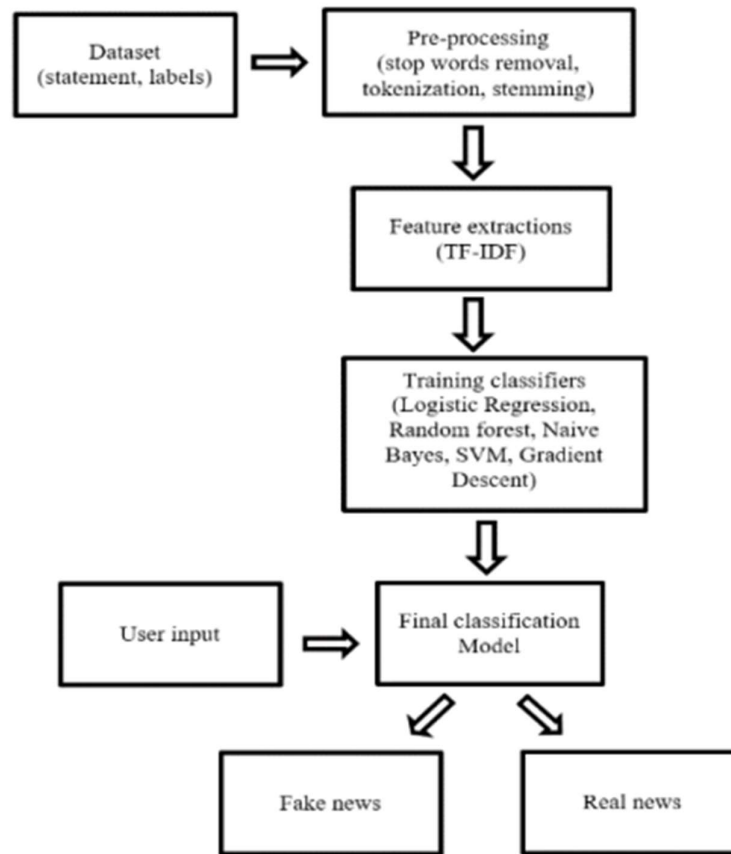 Dataset
(statement, labels)
Pre-processing
(stop words removal,
tokenization, stemming)
Feature extractions
(TF-IDF)
Training classifiers
(Logistic Regression,
Random forest, Naive
Bayes, SVM, Gradient
Descent)
User input
Final classification
Model
Fake news
Real news